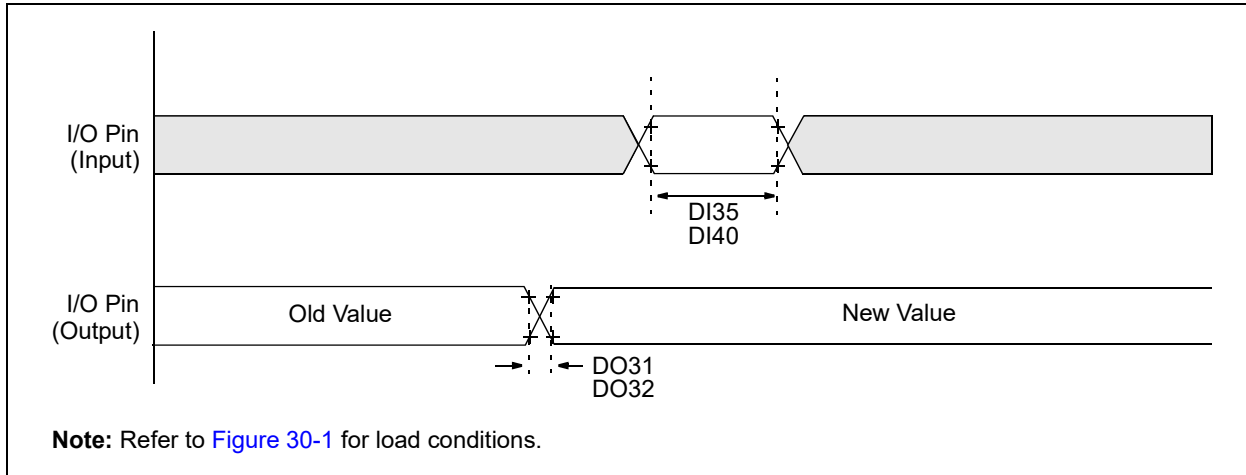 I/O Pin
(Input)
DI35
DI40
I/O Pin
(Output)
Old Value
New Value
DO31
DO32
Note: Refer to Figure 30-1 for load conditions.